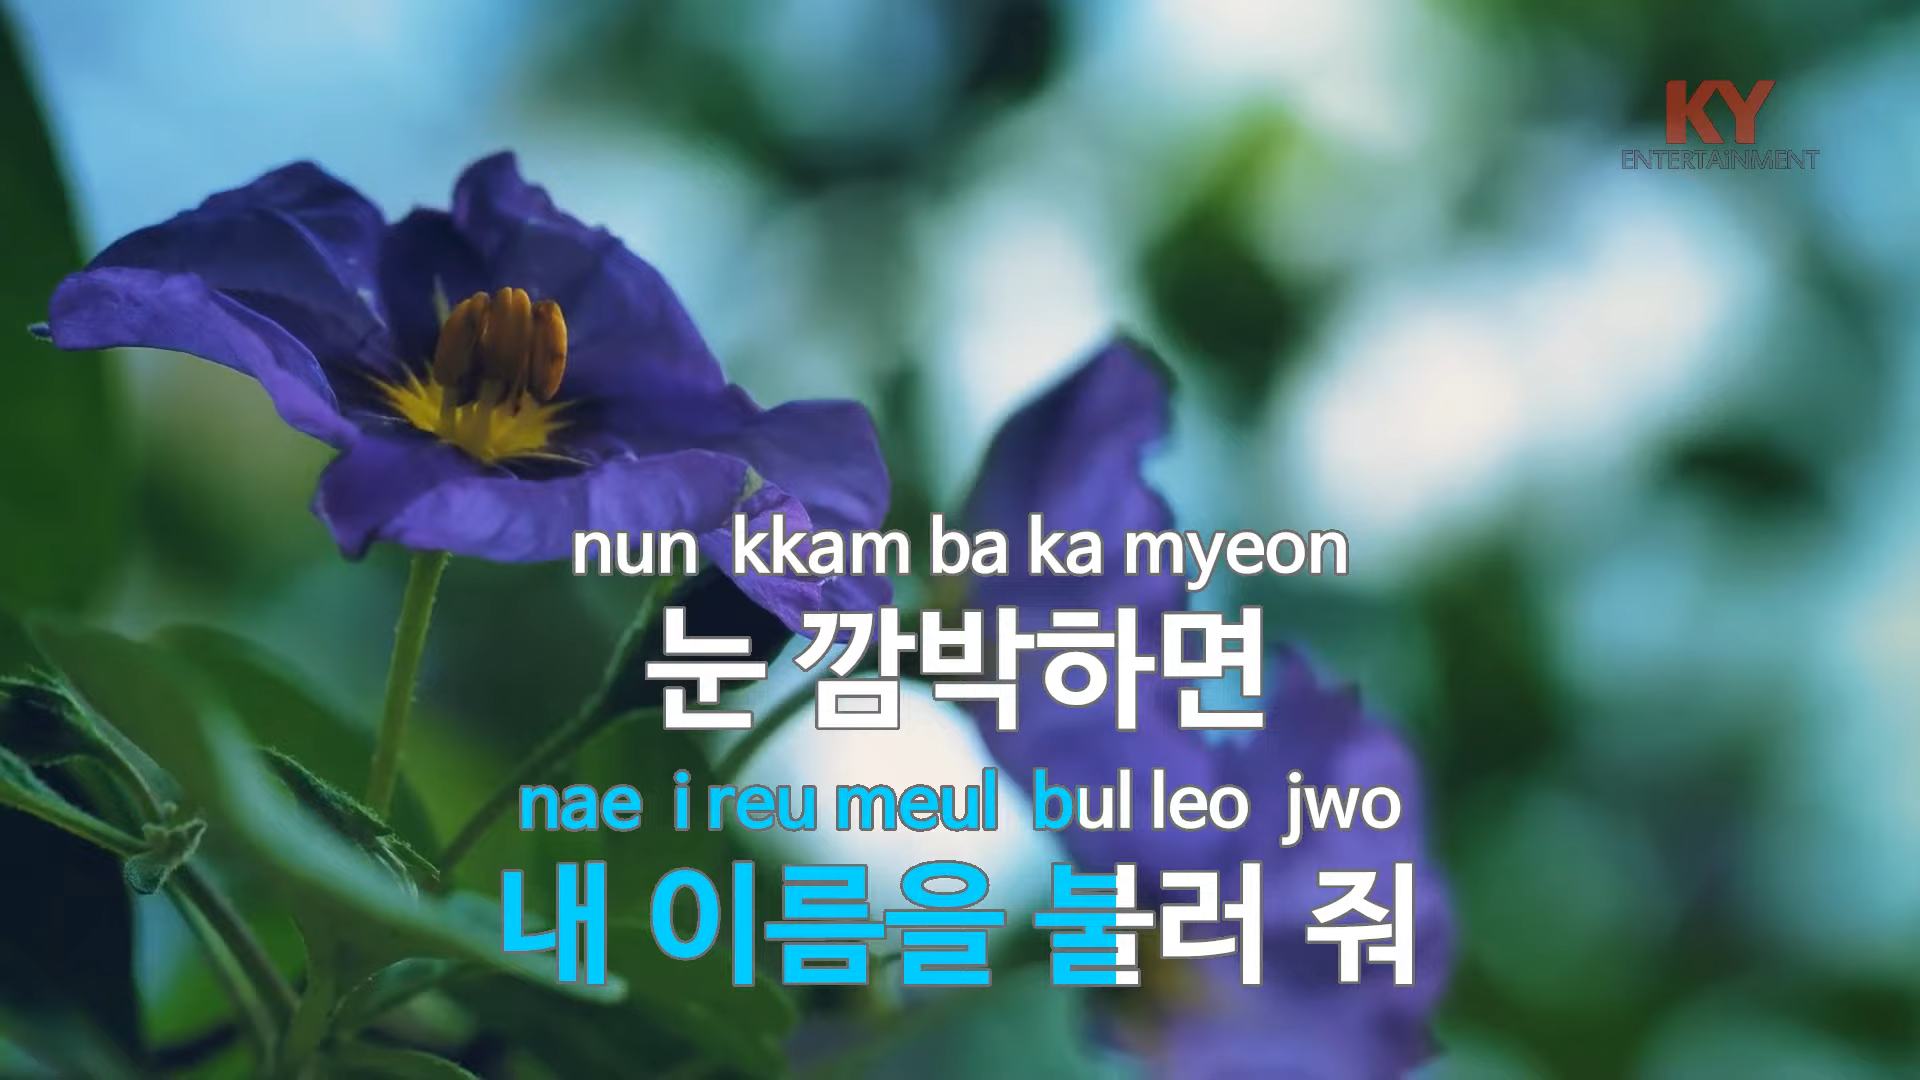 KY
ENTERTAiNMENT
nun kkam ba ka myeon
눈 깜박하면
nae i reu meul bul leo jwo
내 이름을 불러 줘